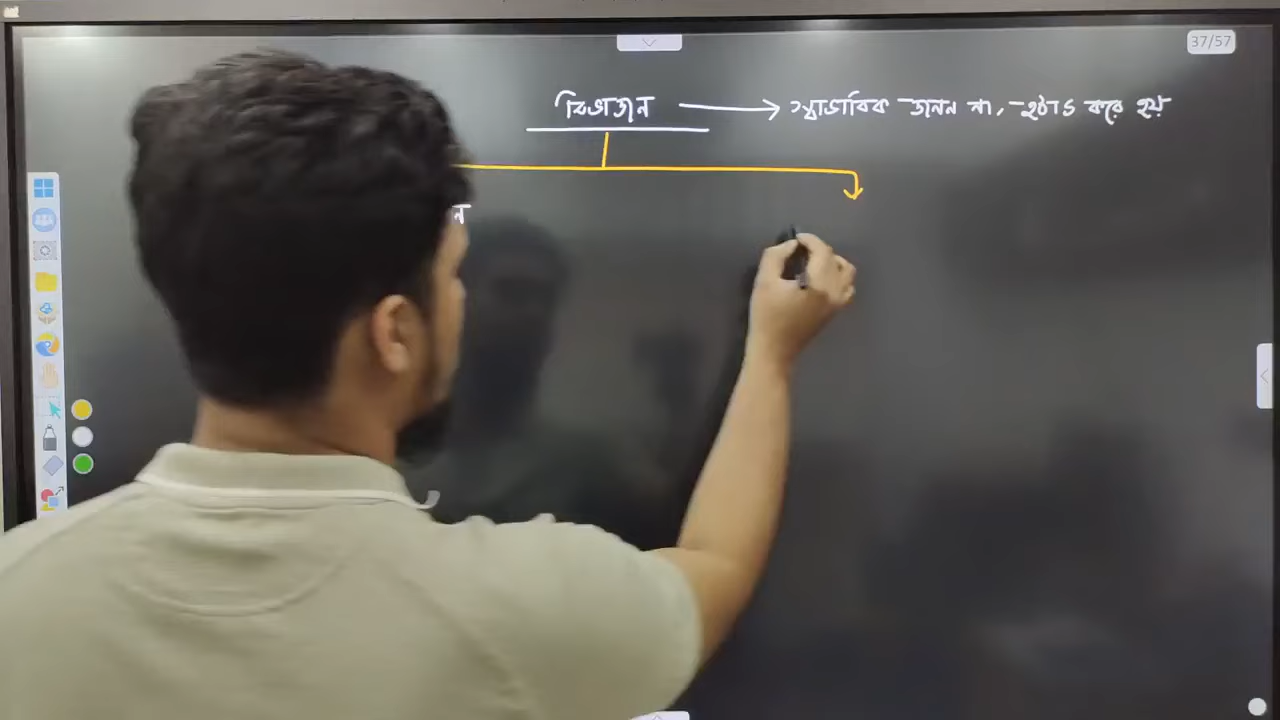 37/57
বিভাজন → স্বাভাবিক জনন না, হঠাৎ করে হয়
ন